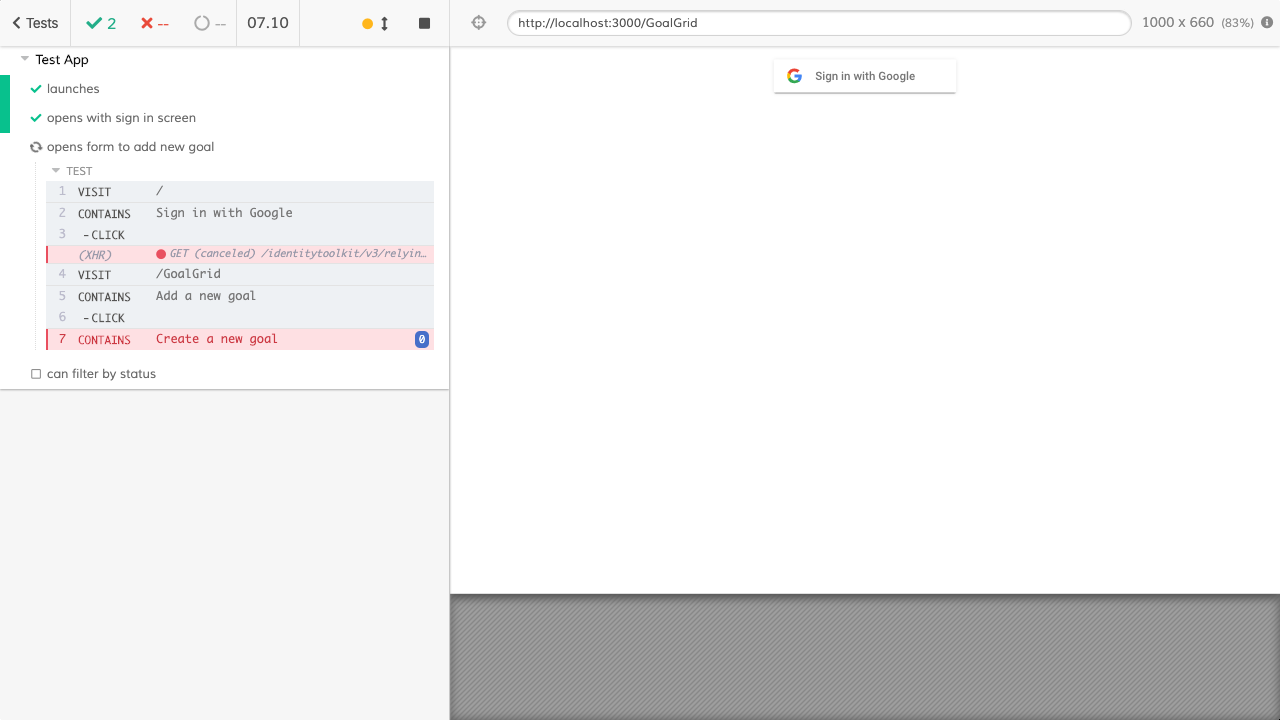 Tests 2 -- -- 07.10
http://localhost:3000/GoalGrid 1000 x 660 (83%)
Test App
launches
opens with sign in screen
opens form to add new goal
TEST
1 VISIT /
2 CONTAINS Sign in with Google
3 -CLICK
(XHR) GET (canceled) /identitytoolkit/v3/relyin…
4 VISIT /GoalGrid
5 CONTAINS Add a new goal
6 -CLICK
7 CONTAINS Create a new goal 0
can filter by status
Sign in with Google